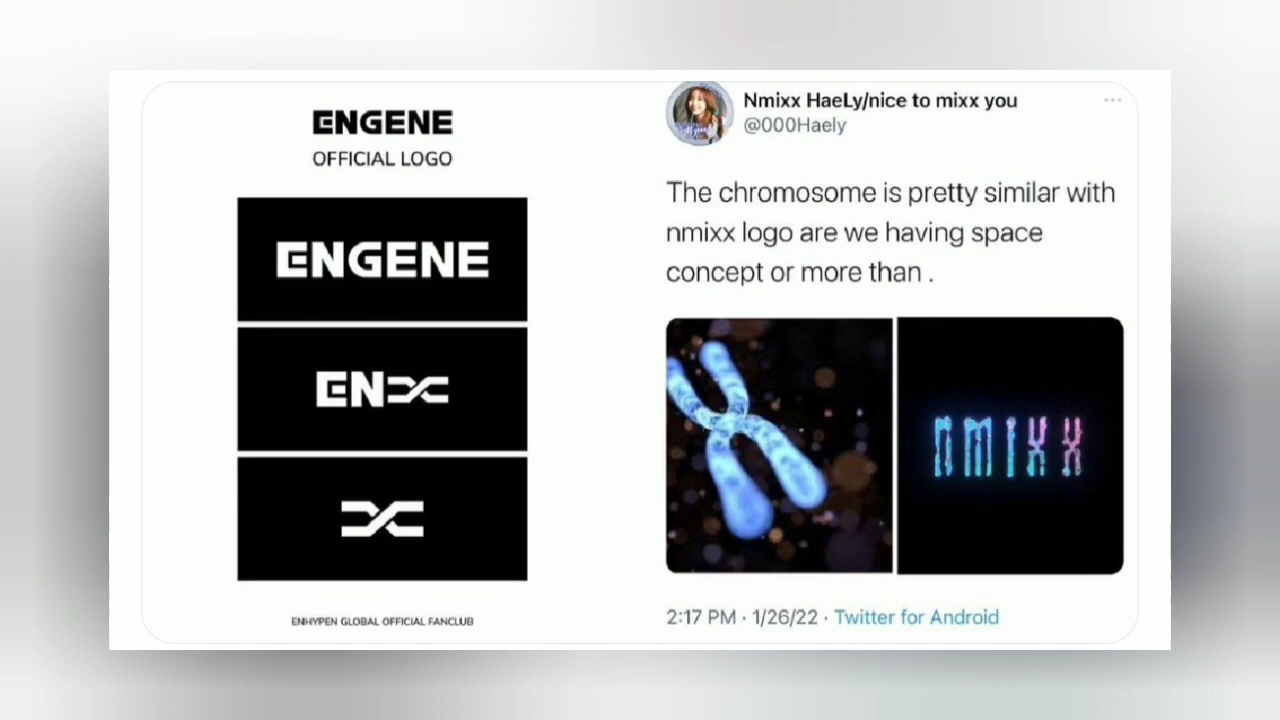 ENGENE
OFFICIAL LOGO
ENGENE
EN
ENHYPEN GLOBAL OFFICIAL FANCLUB
Nmixx HaeLy/nice to mixx you
@000Haely
The chromosome is pretty similar with
nmixx logo are we having space
concept or more than .
nmixx
2:17 PM · 1/26/22 · Twitter for Android